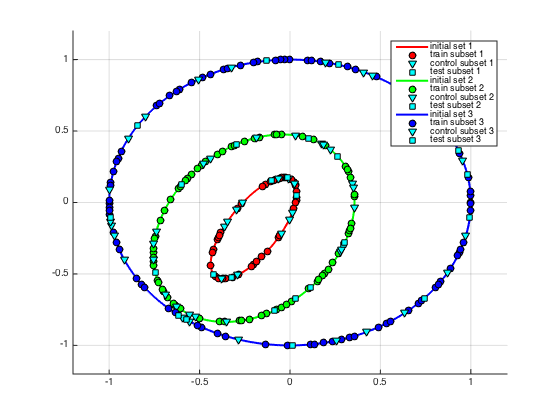 initial set 1
train subset 1
control subset 1
test subset 1
initial set 2
train subset 2
control subset 2
test subset 2
initial set 3
train subset 3
control subset 3
test subset 3
1
0.5
0
-0.5
-1
-1 -0.5 0 0.5 1